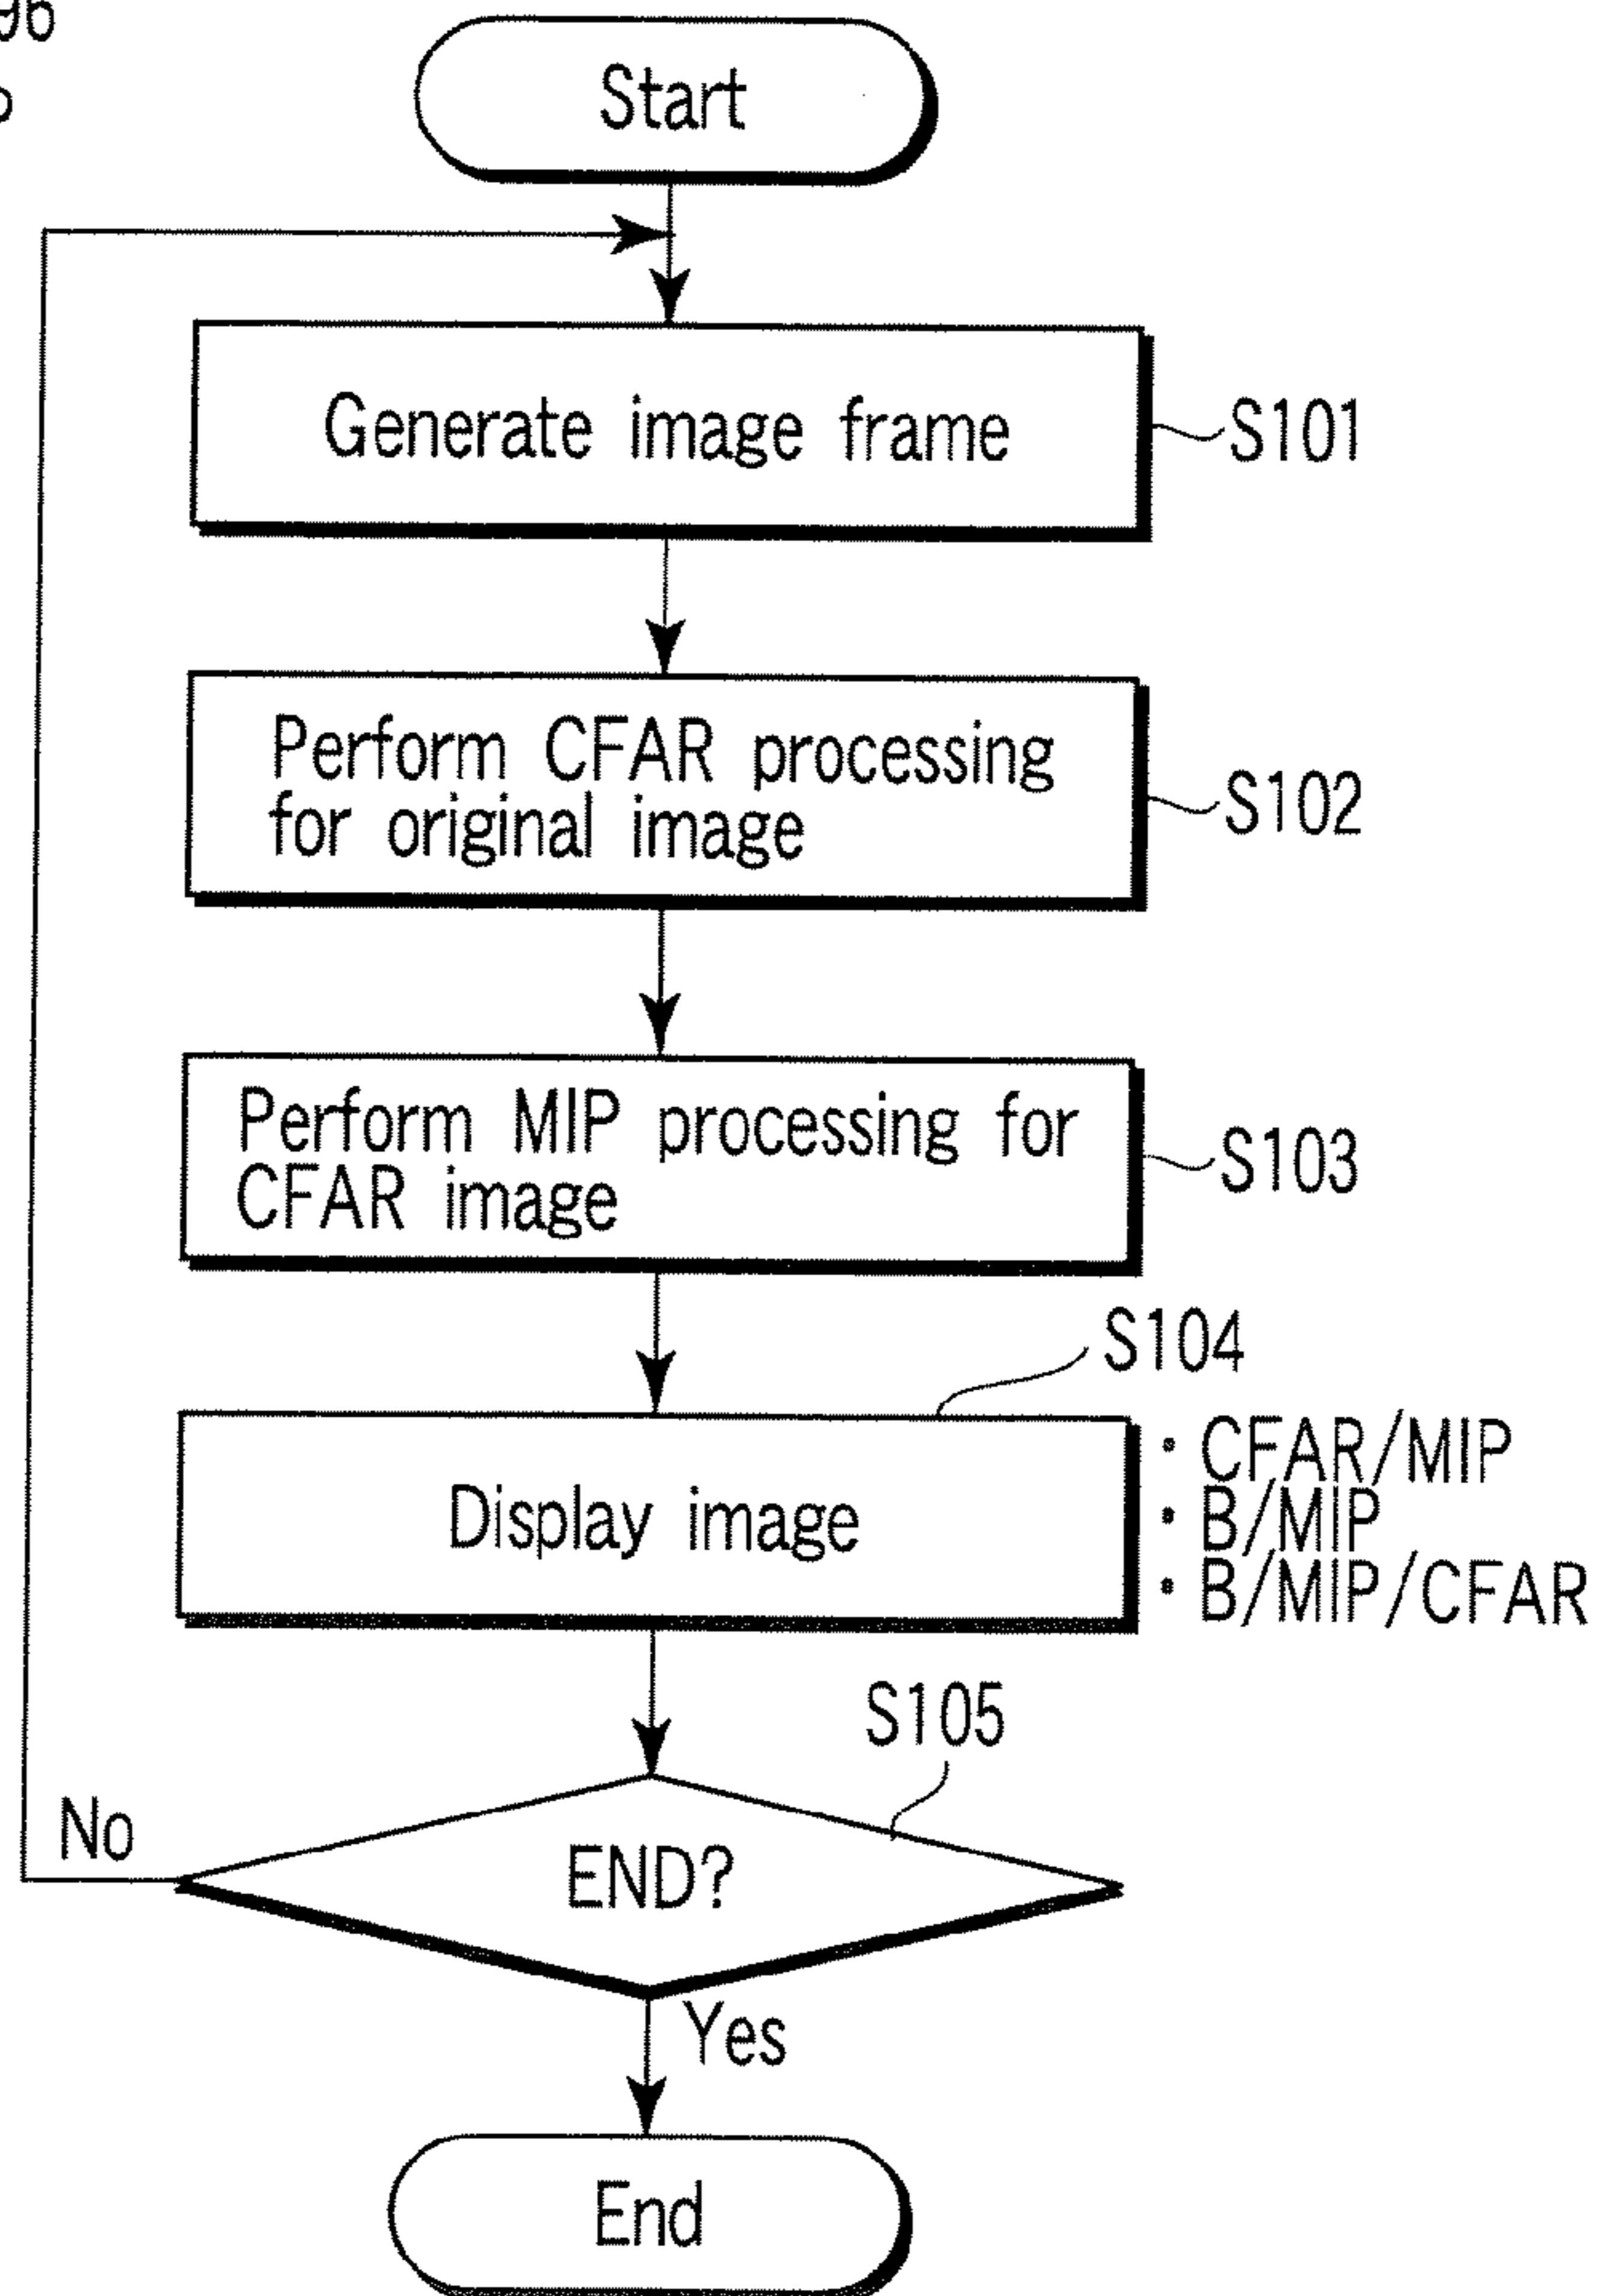 Start
Generate image frame
S101
Perform CFAR processing
for original image
S102
Perform MIP processing for
CFAR image
S103
S104
Display image
· CFAR/MIP
· B/MIP
· B/MIP/CFAR
S105
END?
No
Yes
End